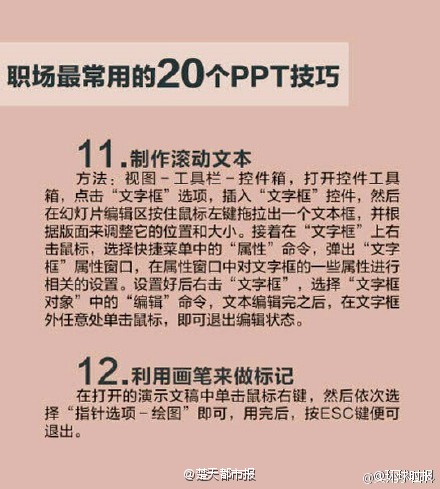 职场最常用的20个PPT技巧
11.制作滚动文本
方法：视图－工具栏－控件箱，打开控件工具
箱，点击“文字框”选项，插入“文字框”控件，然后
在幻灯片编辑区按住鼠标左键拖拉出一个文本框，并根
据版面来调整它的位置和大小。接着在“文字框”上右
击鼠标，选择快捷菜单中的“属性”命令，弹出“文字
框”属性窗口，在属性窗口中对文字框的一些属性进行
相关的设置。设置好后右击“文字框”，选择“文字框
对象”中的“编辑”命令，文本编辑完之后，在文字框
外任意处单击鼠标，即可退出编辑状态。
12.利用画笔来做标记
在打开的演示文稿中单击鼠标右键，然后依次选
择“指针选项－绘图”即可，用完后，按ESC键便可
退出。
@楚天都市报
@环球时报